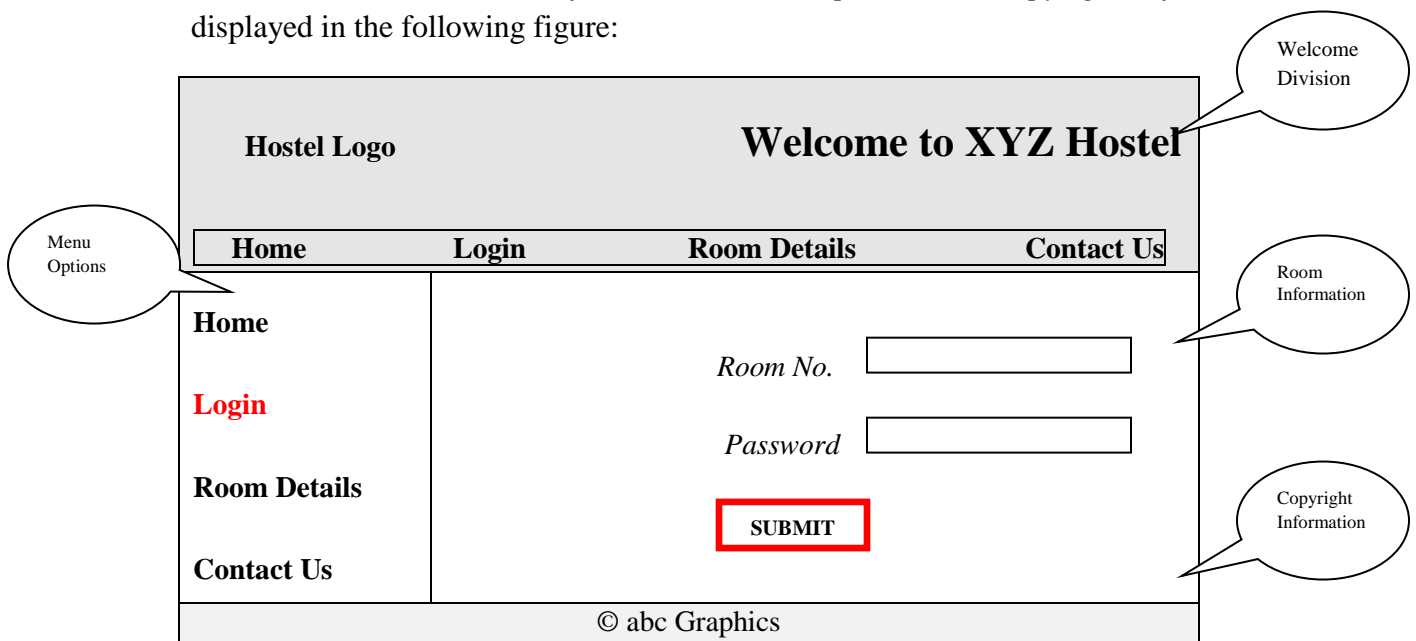 displayed in the following figure:
Welcome
Division
Hostel Logo
Welcome to XYZ Hostel
Menu
Options
Home Login Room Details Contact Us
Room
Information
Home
Room No.
Login
Password
Room Details
SUBMIT
Copyright
Information
Contact Us
© abc Graphics